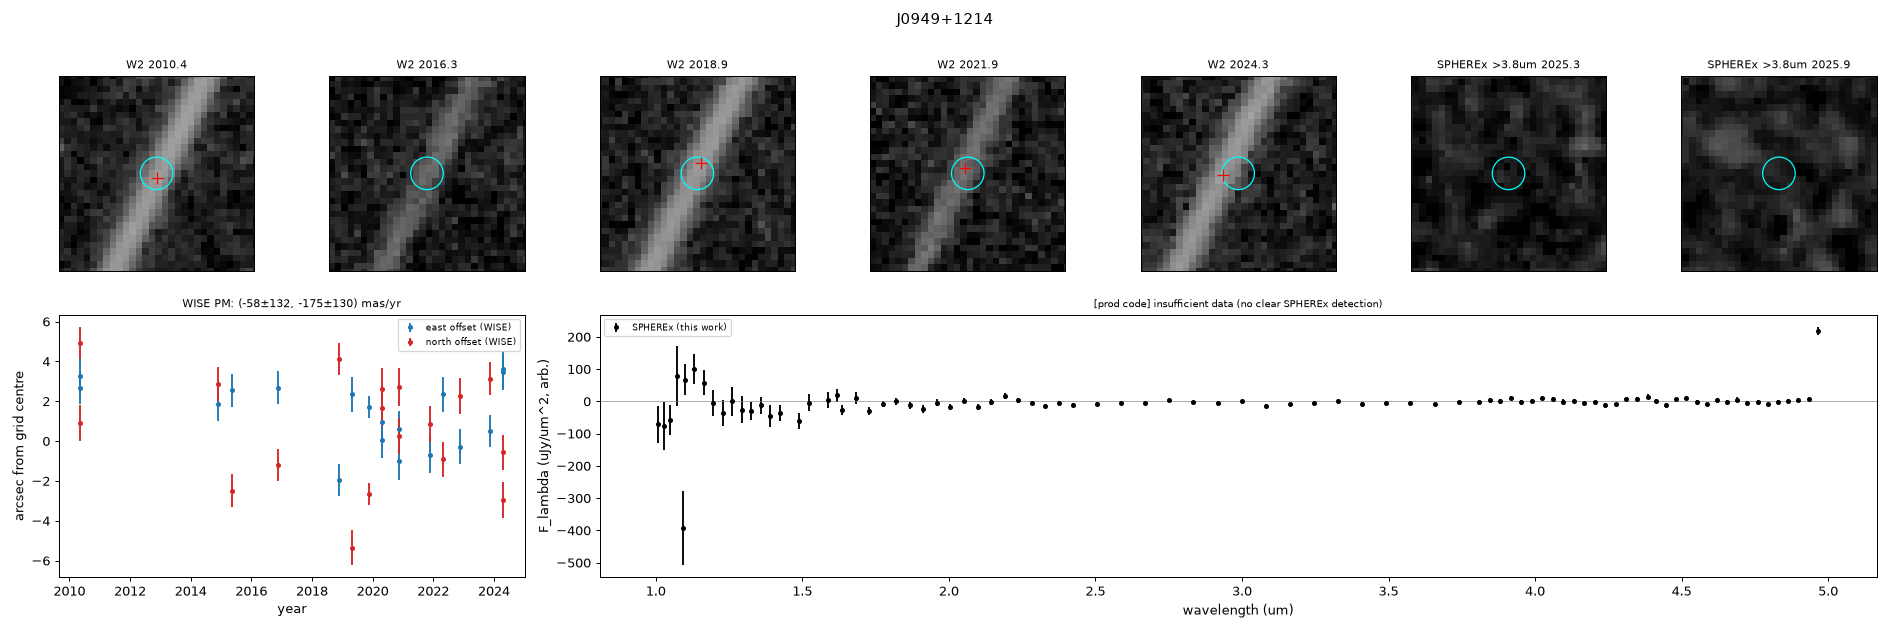 J0949+1214
W2 2010.4
W2 2016.3
W2 2018.9
W2 2021.9
W2 2024.3
SPHEREx >3.8um 2025.3
SPHEREx >3.8um 2025.9
WISE PM: (-58±132, -175±130) mas/yr
east offset (WISE)
north offset (WISE)
arcsec from grid centre
6
4
2
0
−2
−4
−6
2010
2012
2014
2016
2018
2020
2022
2024
year
[prod code] insufficient data (no clear SPHEREx detection)
SPHEREx (this work)
F_lambda (uJy/um^2, arb.)
200
100
0
−100
−200
−300
−400
−500
1.0
1.5
2.0
2.5
3.0
3.5
4.0
4.5
5.0
wavelength (um)